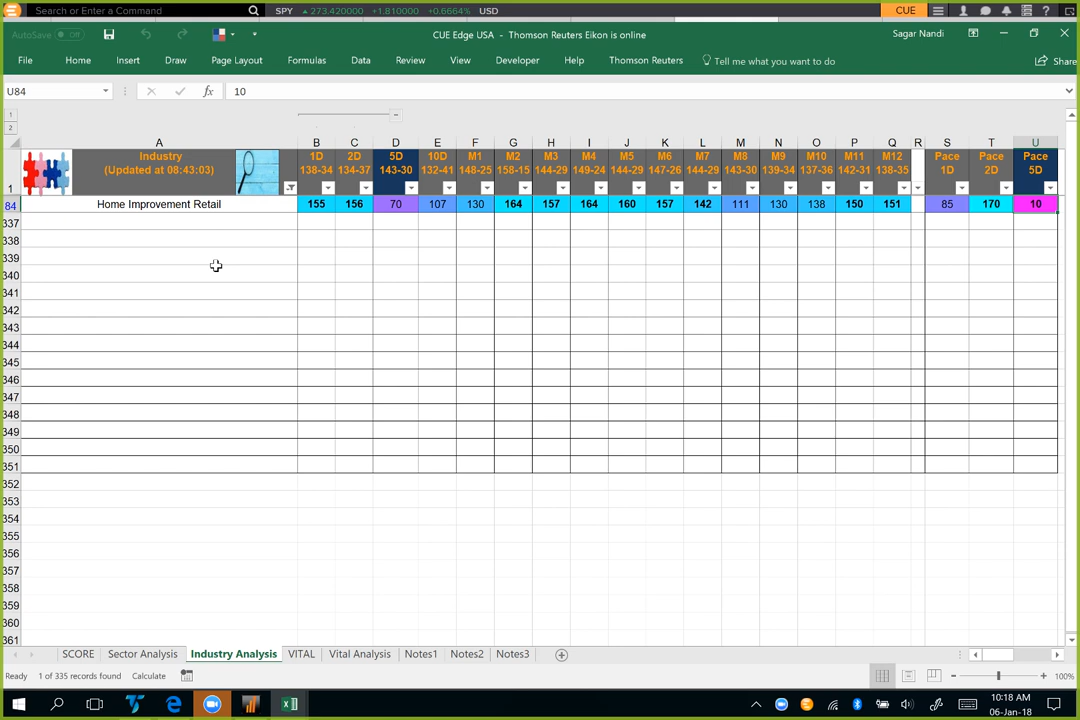 Search or Enter a Command SPY 273.420000 +1.810000 +0.6664% USD CUE
AutoSave Off CUE Edge USA - Thomson Reuters Eikon is online Sagar Nandi
File Home Insert Draw Page Layout Formulas Data Review View Developer Help Thomson Reuters Tell me what you want to do Share
U84 fx 10
1
2
A B C D E F G H I J K L M N O P Q R S T U
Industry 1D 2D 5D 10D M1 M2 M3 M4 M5 M6 M7 M8 M9 M10 M11 M12 Pace Pace Pace
(Updated at 08:43:03) 138-34 134-37 143-30 132-41 148-25 158-15 144-29 149-24 144-29 147-26 144-29 143-30 139-34 137-36 142-31 138-35 1D 2D 5D
1
84 Home Improvement Retail 155 156 70 107 130 164 157 164 160 157 142 111 130 138 150 151 85 170 10
337
338
339
340
341
342
343
344
345
346
347
348
349
350
351
352
353
354
355
356
357
358
359
360
361
SCORE Sector Analysis Industry Analysis VITAL Vital Analysis Notes1 Notes2 Notes3
Ready 1 of 335 records found Calculate 100%
10:18 AM
06-Jan-18